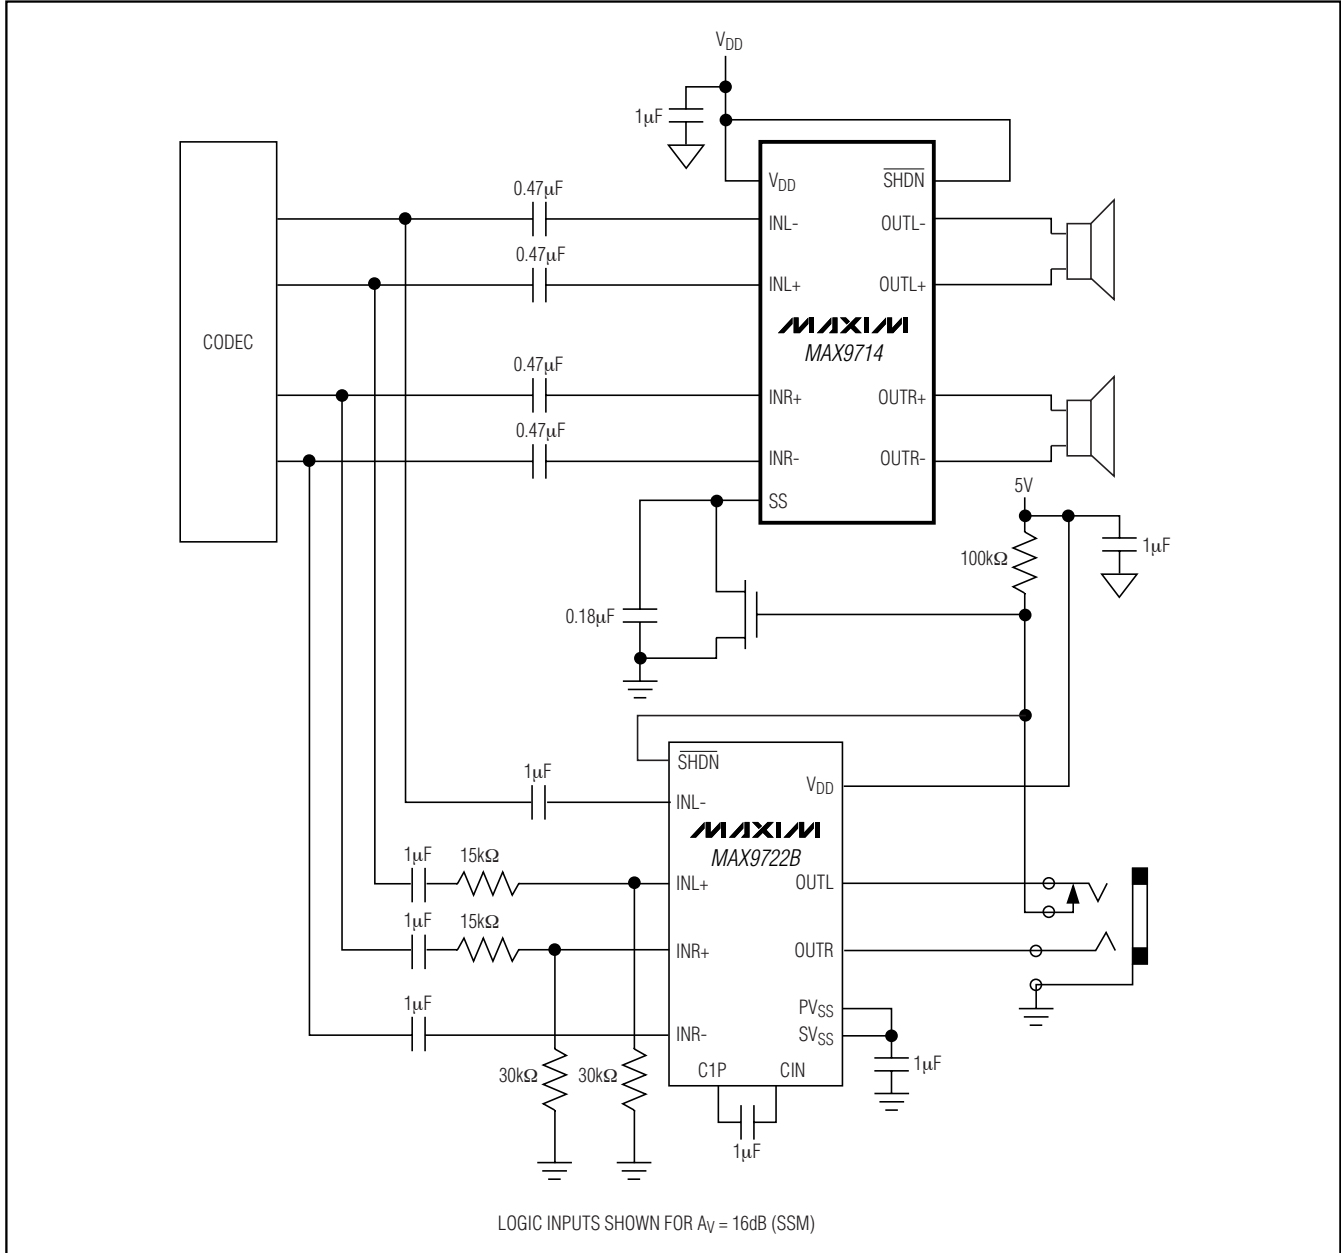 VDD
1µF
VDD
SHDN
0.47µF
INL-
OUTL-
0.47µF
INL+
OUTL+
CODEC
MAXIM
MAX9714
0.47µF
INR+
OUTR+
0.47µF
INR-
OUTR-
SS
5V
100kΩ
1µF
0.18µF
SHDN
1µF
VDD
INL-
MAXIM
MAX9722B
1µF
15kΩ
INL+
OUTL
1µF
15kΩ
INR+
OUTR
1µF
PVSS
INR-
SVSS
30kΩ
30kΩ
C1P
CIN
1µF
1µF
LOGIC INPUTS SHOWN FOR AV = 16dB (SSM)